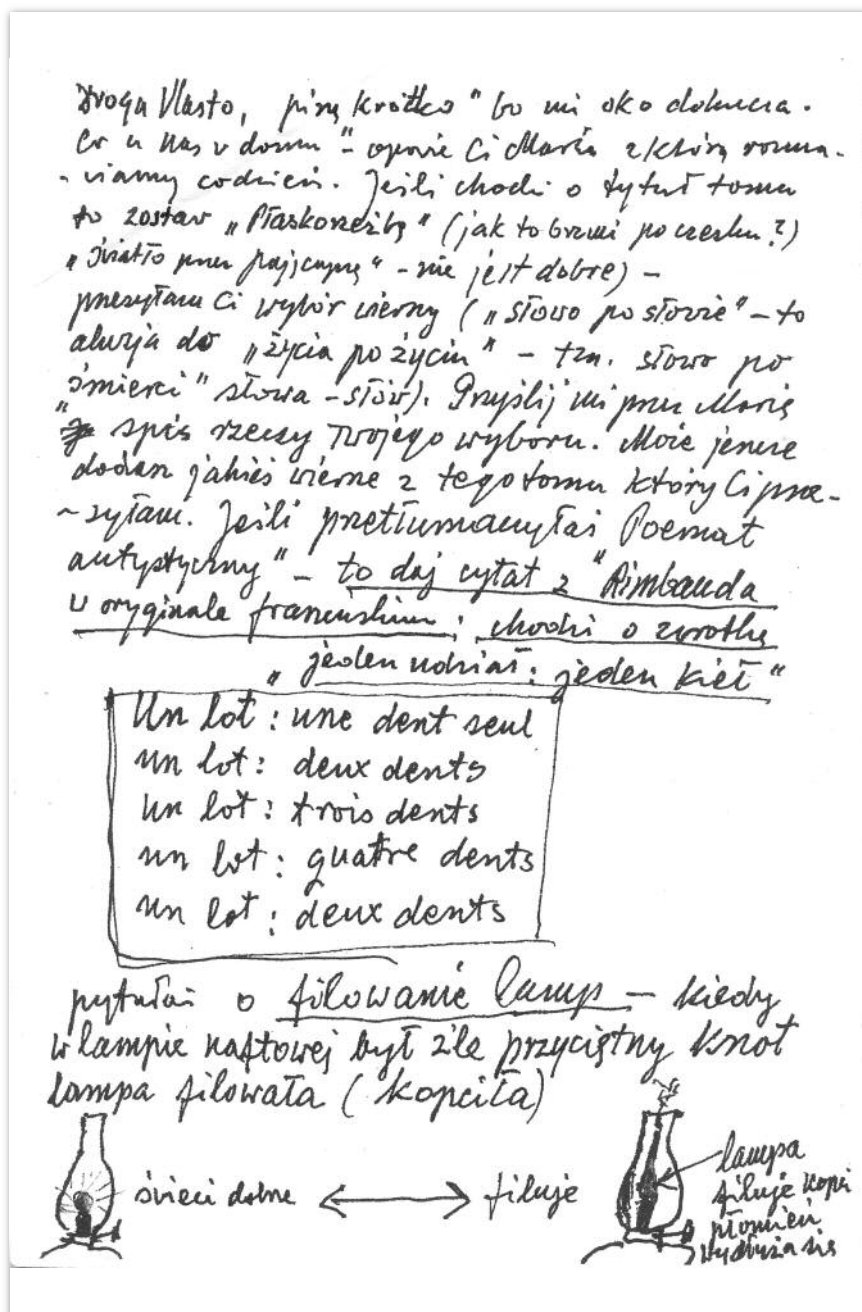 Droga Vlasto, piszę krótko" bo mi oko dokucza.
Co u nas w domu" – opowie Ci Maria z którą rozma-
- wiamy codzień. Jeśli chodzi o tytuł tomu
to zostaw „Płaskorzeźbę" (jak to brzmi po czesku?)
„Światło przez pajęczynę" – nie jest dobre) –
przesyłam Ci wybór wierszy („słowo po słowie" – to
aluzja do „życia po życiu" – tzn. słowo po
„śmierci" słowa – słów). Przyślij mi przez Marię
spis rzeczy Twojego wyboru. Może jeszcze
dodasz jakieś wiersze z tego tomu który Ci prze-
~ syłam. Jeśli przetłumaczyłaś Poemat
autystyczny" – to daj cytat z "Rimbauda
w oryginale francuskim; chodzi o zwrotkę
„jeden udział: jeden kieł"
Un lot : une dent seul
un lot : deux dents
un lot : trois dents
un lot : quatre dents
un lot : deux dents
pytałaś o filowanie lamp – kiedy
w lampie naftowej był źle przycięty knot
lampa filowała (kopciła)
świeci dobrze ⟷ filuje
lampa
filuje kopci
płomień
wydłuża się